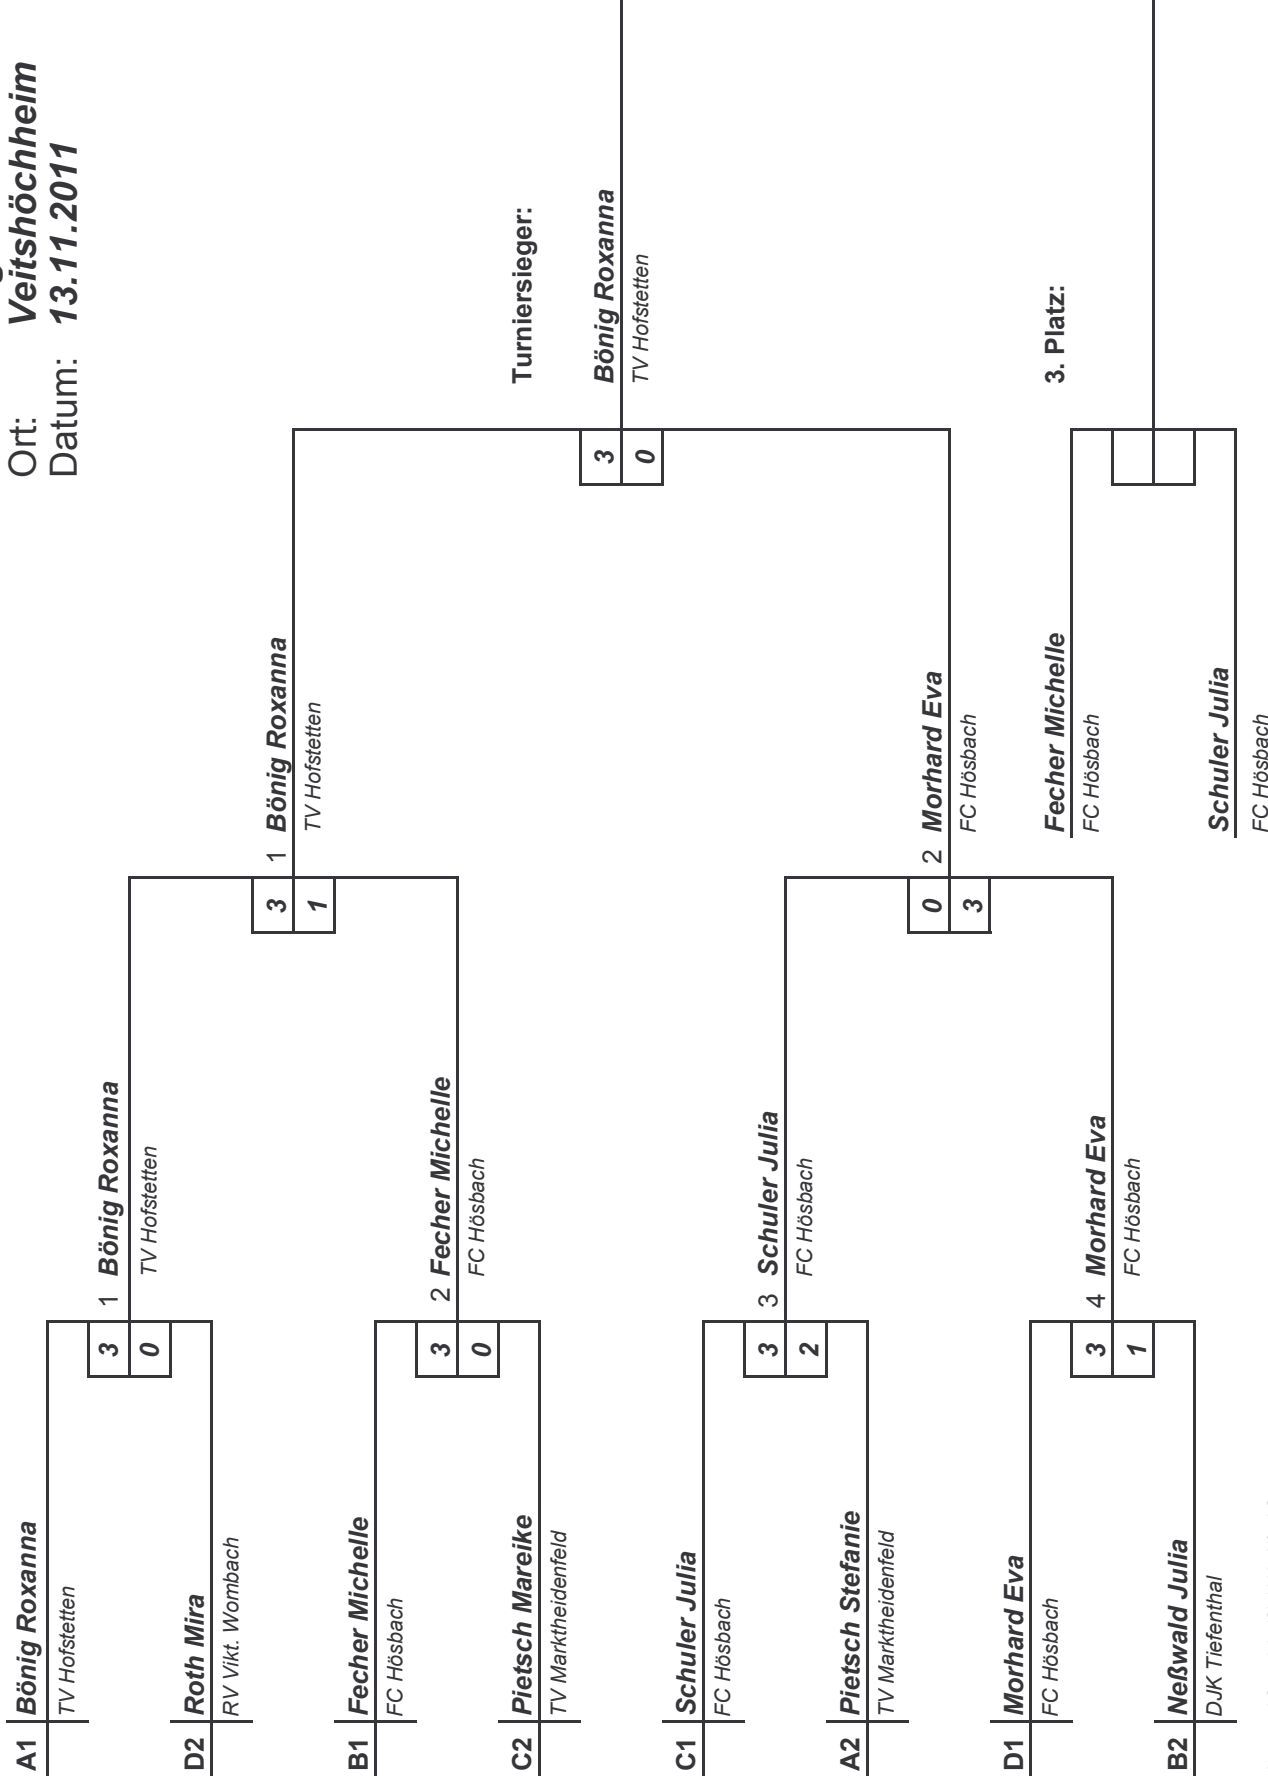 Ort: Veitshöchheim
Datum: 13.11.2011
A1 Bönig Roxanna
TV Hofstetten
D2 Roth Mira
RV Vikt. Wombach
B1 Fecher Michelle
FC Hösbach
C2 Pietsch Mareike
TV Marktheidenfeld
C1 Schuler Julia
FC Hösbach
A2 Pietsch Stefanie
TV Marktheidenfeld
D1 Morhard Eva
FC Hösbach
B2 Neßwald Julia
DJK Tiefenthal
3
0
1 Bönig Roxanna
TV Hofstetten
3
0
2 Fecher Michelle
FC Hösbach
3
2
3 Schuler Julia
FC Hösbach
3
1
4 Morhard Eva
FC Hösbach
3
1
1 Bönig Roxanna
TV Hofstetten
0
3
2 Morhard Eva
FC Hösbach
Fecher Michelle
FC Hösbach
Schuler Julia
FC Hösbach
3
0
Turniersieger:
Bönig Roxanna
TV Hofstetten
3. Platz: